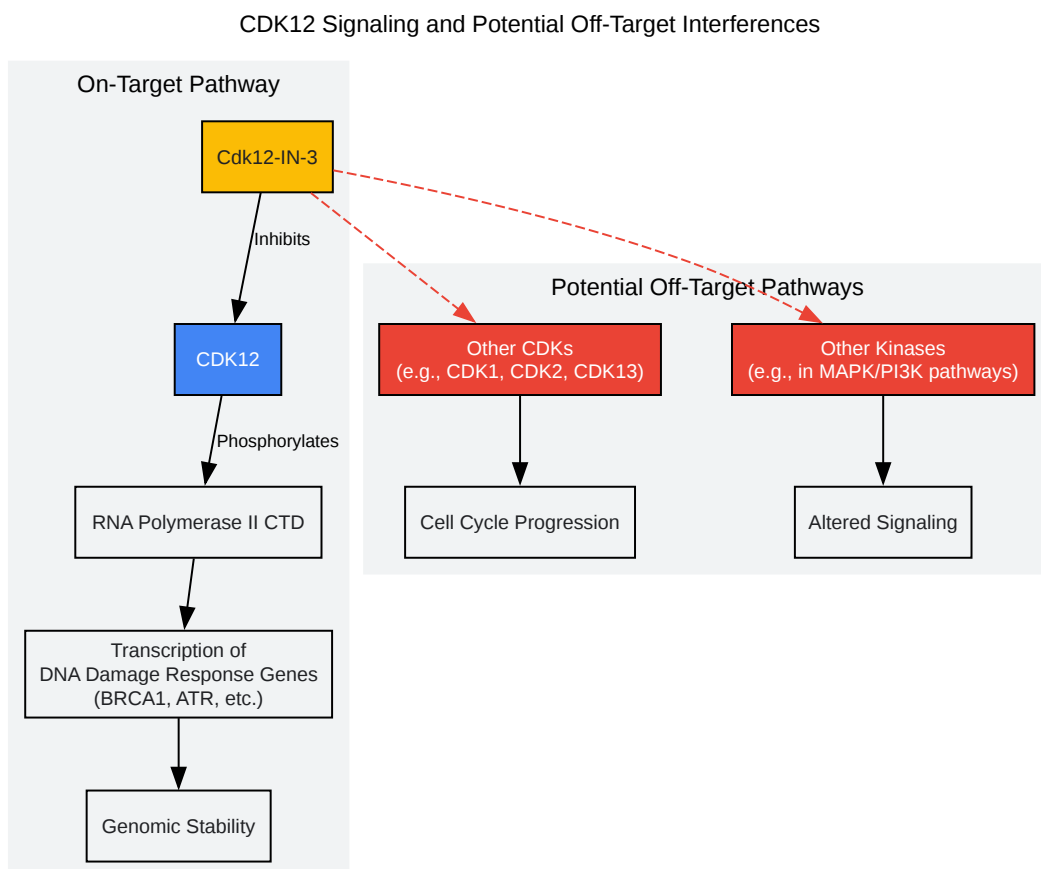 CDK12 Signaling and Potential Off-Target Interferences
On-Target Pathway
Cdk12-IN-3
Inhibits
CDK12
Phosphorylates
RNA Polymerase II CTD
Transcription of
DNA Damage Response Genes
(BRCA1, ATR, etc.)
Genomic Stability
Potential Off-Target Pathways
Other CDKs
(e.g., CDK1, CDK2, CDK13)
Cell Cycle Progression
Other Kinases
(e.g., in MAPK/PI3K pathways)
Altered Signaling